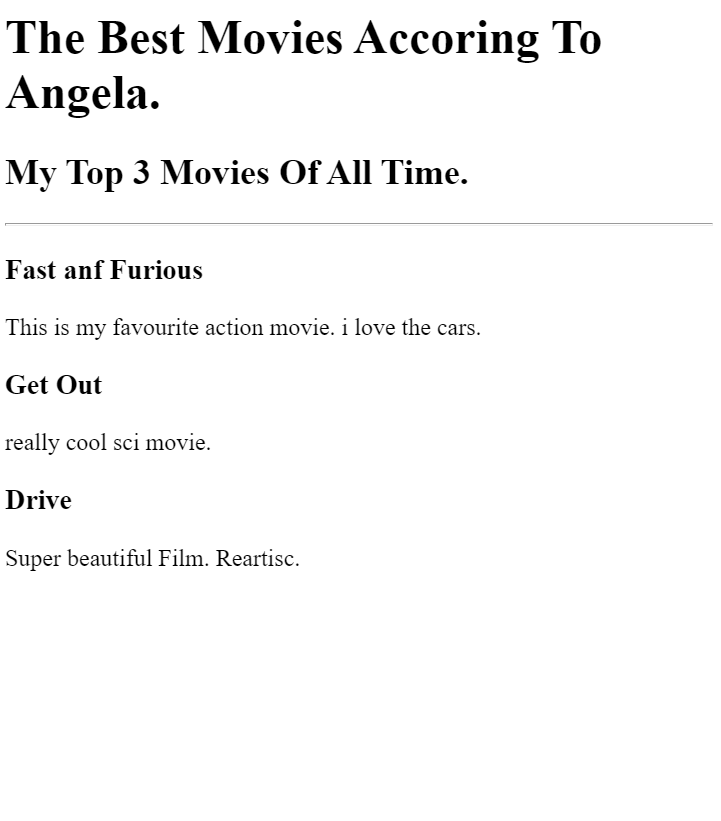 The Best Movies Accoring To
Angela.
My Top 3 Movies Of All Time.
Fast anf Furious
This is my favourite action movie. i love the cars.
Get Out
really cool sci movie.
Drive
Super beautiful Film. Reartisc.